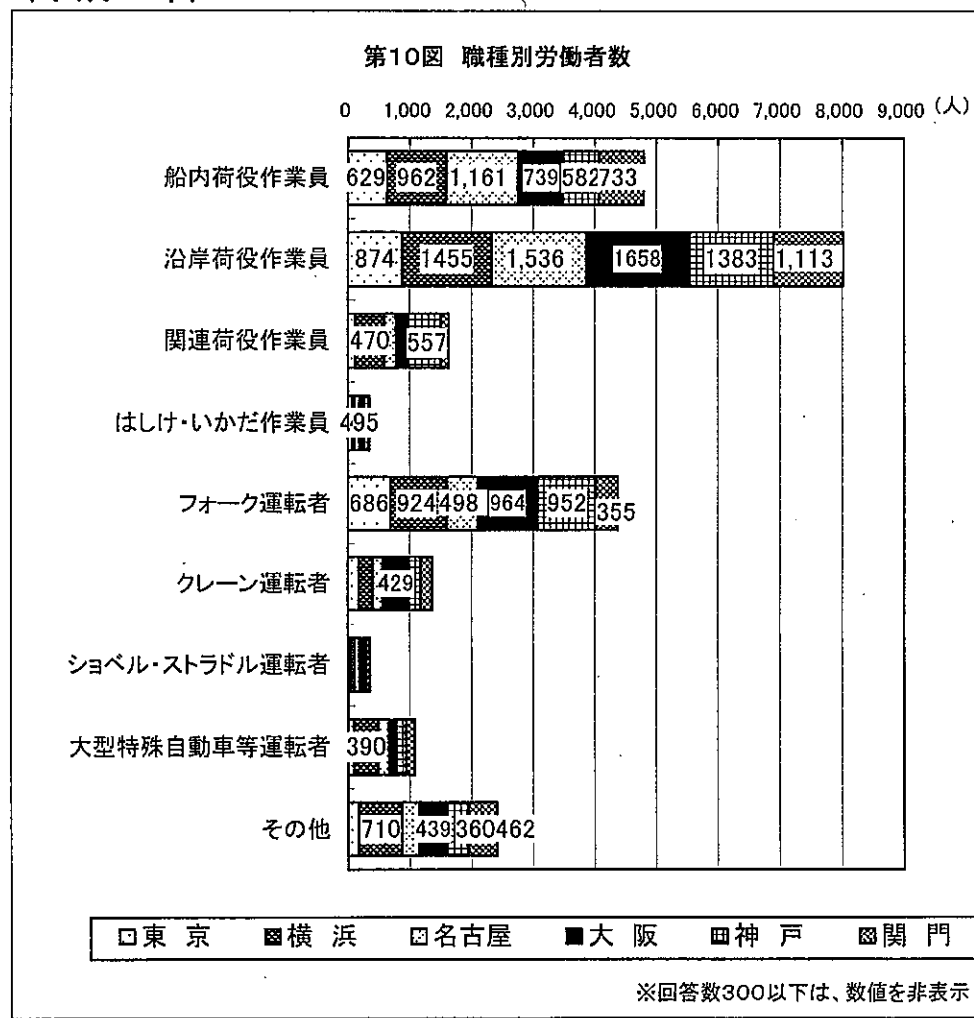 第10図 職種別労働者数
0 1,000 2,000 3,000 4,000 5,000 6,000 7,000 8,000 9,000 (人)
船内荷役作業員 629 962 1,161 739 582 733
沿岸荷役作業員 874 1455 1,536 1658 1383 1,113
関連荷役作業員 470 557
はしけ・いかだ作業員 495
フォーク運転者 686 924 498 964 952 355
クレーン運転者 429
ショベル・ストラドル運転者
大型特殊自動車等運転者 390
その他 710 439 360 462
東 京 横 浜 名古屋 大 阪 神 戸 関 門
※回答数300以下は、数値を非表示